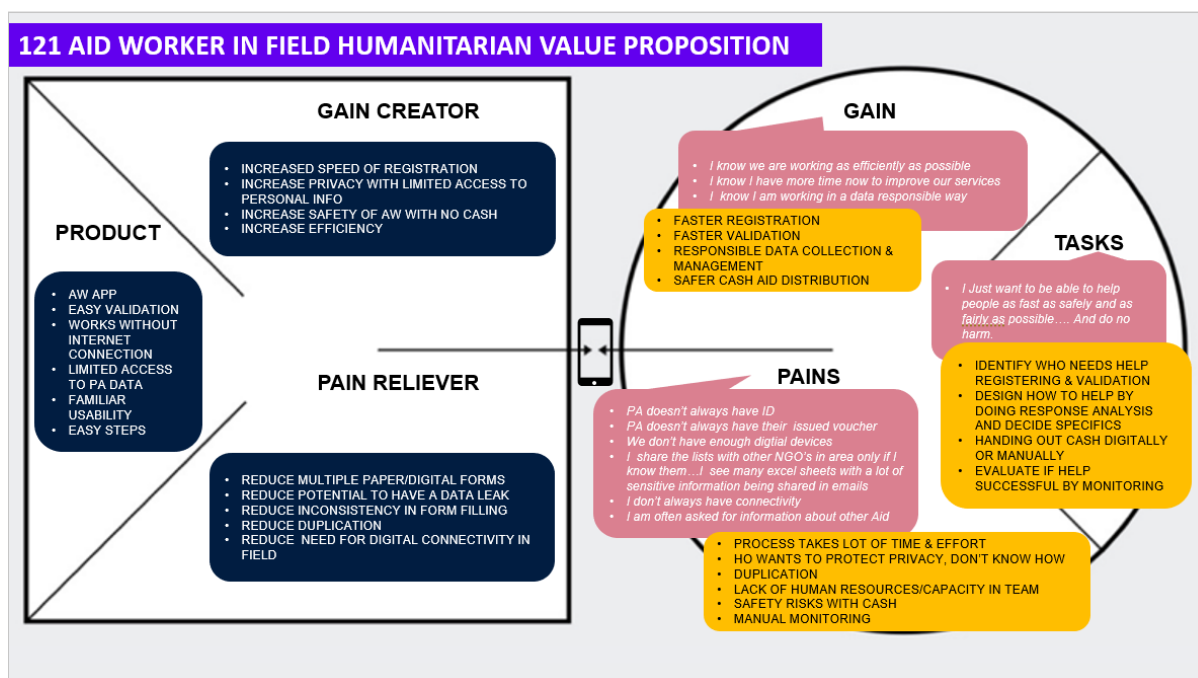 121 AID WORKER IN FIELD HUMANITARIAN VALUE PROPOSITION
GAIN CREATOR
• INCREASED SPEED OF REGISTRATION
• INCREASE PRIVACY WITH LIMITED ACCESS TO
PERSONAL INFO
• INCREASE SAFETY OF AW WITH NO CASH
• INCREASE EFFICIENCY
PRODUCT
• AW APP
• EASY VALIDATION
• WORKS WITHOUT
INTERNET
CONNECTION
• LIMITED ACCESS
TO PA DATA
• FAMILIAR
USABILITY
• EASY STEPS
PAIN RELIEVER
• REDUCE MULTIPLE PAPER/DIGITAL FORMS
• REDUCE POTENTIAL TO HAVE A DATA LEAK
• REDUCE INCONSISTENCY IN FORM FILLING
• REDUCE DUPLICATION
• REDUCE NEED FOR DIGITAL CONNECTIVITY IN
FIELD
GAIN
• I know we are working as efficiently as possible
• I know I have more time now to improve our services
• I know I am working in a data responsible way
• FASTER REGISTRATION
• FASTER VALIDATION
• RESPONSIBLE DATA COLLECTION &
MANAGEMENT
• SAFER CASH AID DISTRIBUTION
TASKS
• I Just want to be able to help
people as fast as safely and as
fairly as possible…. And do no
harm.
• IDENTIFY WHO NEEDS HELP
REGISTERING & VALIDATION
• DESIGN HOW TO HELP BY
DOING RESPONSE ANALYSIS
AND DECIDE SPECIFICS
• HANDING OUT CASH DIGITALLY
OR MANUALLY
• EVALUATE IF HELP
SUCCESSFUL BY MONITORING
PAINS
• PA doesn't always have ID
• PA doesn't always have their issued voucher
• We don't have enough digtial devices
• I share the lists with other NGO's in area only if I
know them…I see many excel sheets with a lot of
sensitive information being shared in emails
• I don't always have connectivity
• I am often asked for information about other Aid
• PROCESS TAKES LOT OF TIME & EFFORT
• HO WANTS TO PROTECT PRIVACY, DON'T KNOW HOW
• DUPLICATION
• LACK OF HUMAN RESOURCES/CAPACITY IN TEAM
• SAFETY RISKS WITH CASH
• MANUAL MONITORING